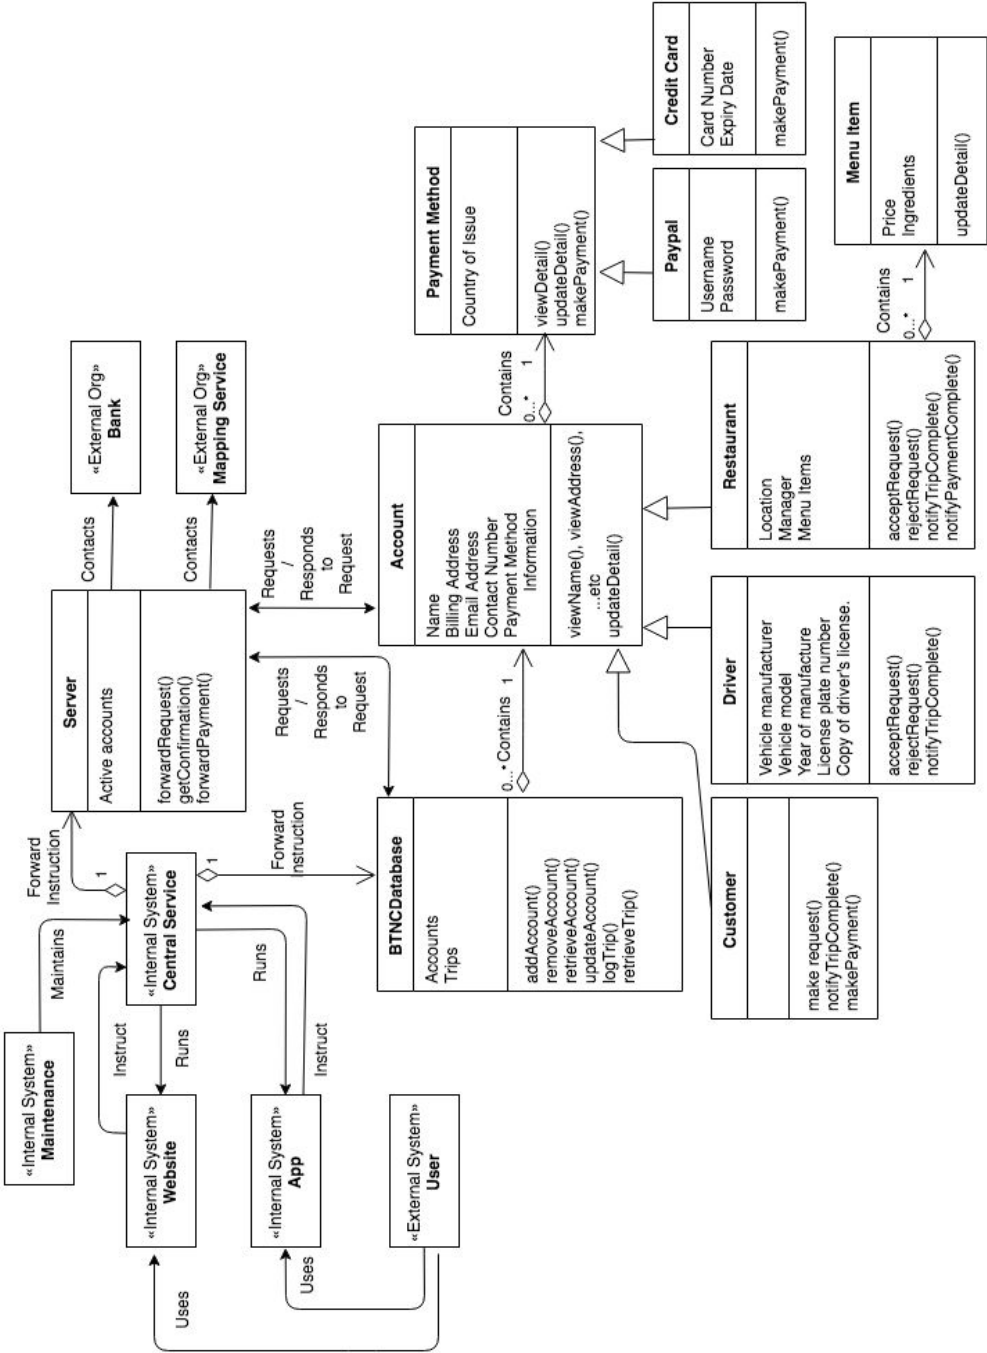 «Internal System»
Maintenance
Maintains
Forward
Instruction
1
Server
Active accounts
forwardRequest()
getConfirmation()
forwardPayment()
Contacts
«External Org»
Bank
Contacts
«External Org»
Mapping Service
Uses
«Internal System»
Website
Instruct
Runs
«Internal System»
Central Service
1
Forward
Instruction
Requests
/
Responds
to
Request
Requests
/
Responds
to
Request
Uses
«Internal System»
App
Runs
Instruct
«External System»
User
BTNCDatabase
Accounts
Trips
addAccount()
removeAccount()
retrieveAccount()
updateAccount()
logTrip()
retrieveTrip()
0...*
Contains
1
Account
Name
Billing Address
Email Address
Contact Number
Payment Method
Information
viewName(), viewAddress(),
...etc
updateDetail()
Contains
0...*
1
Payment Method
Country of Issue
viewDetail()
updateDetail()
makePayment()
Customer
make request()
notifyTripComplete()
makePayment()
Driver
Vehicle manufacturer
Vehicle model
Year of manufacture
License plate number
Copy of driver's license.
acceptRequest()
rejectRequest()
notifyTripComplete()
Restaurant
Location
Manager
Menu Items
acceptRequest()
rejectRequest()
notifyTripComplete()
notifyPaymentComplete()
Paypal
Username
Password
makePayment()
Credit Card
Card Number
Expiry Date
makePayment()
Contains
0...*
1
Menu Item
Price
Ingredients
updateDetail()